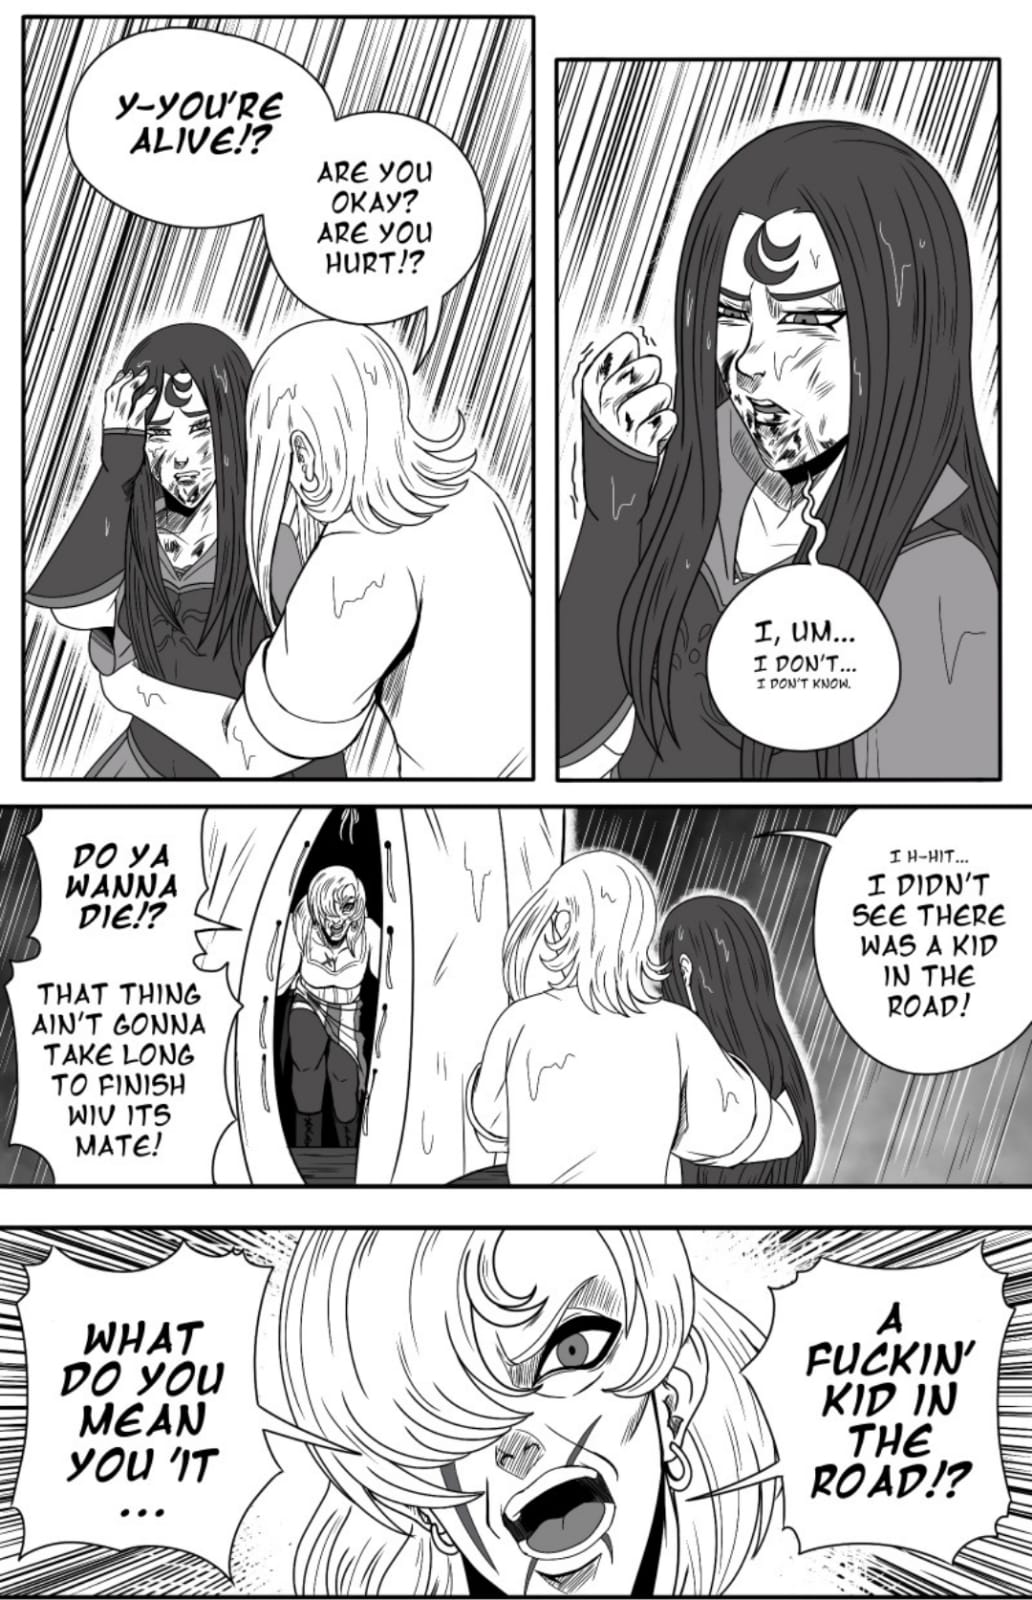 Y-YOU'RE
ALIVE!?
ARE YOU
OKAY?
ARE YOU
HURT!?
I, UM...
I DON'T...
I DON'T KNOW.
DO YA
WANNA
DIE!?
THAT THING
AIN'T GONNA
TAKE LONG
TO FINISH
WIV ITS
MATE!
I H-HIT...
I DIDN'T
SEE THERE
WAS A KID
IN THE
ROAD!
WHAT
DO YOU
MEAN
YOU 'IT
...
A
FUCKIN'
KID IN
THE
ROAD!?